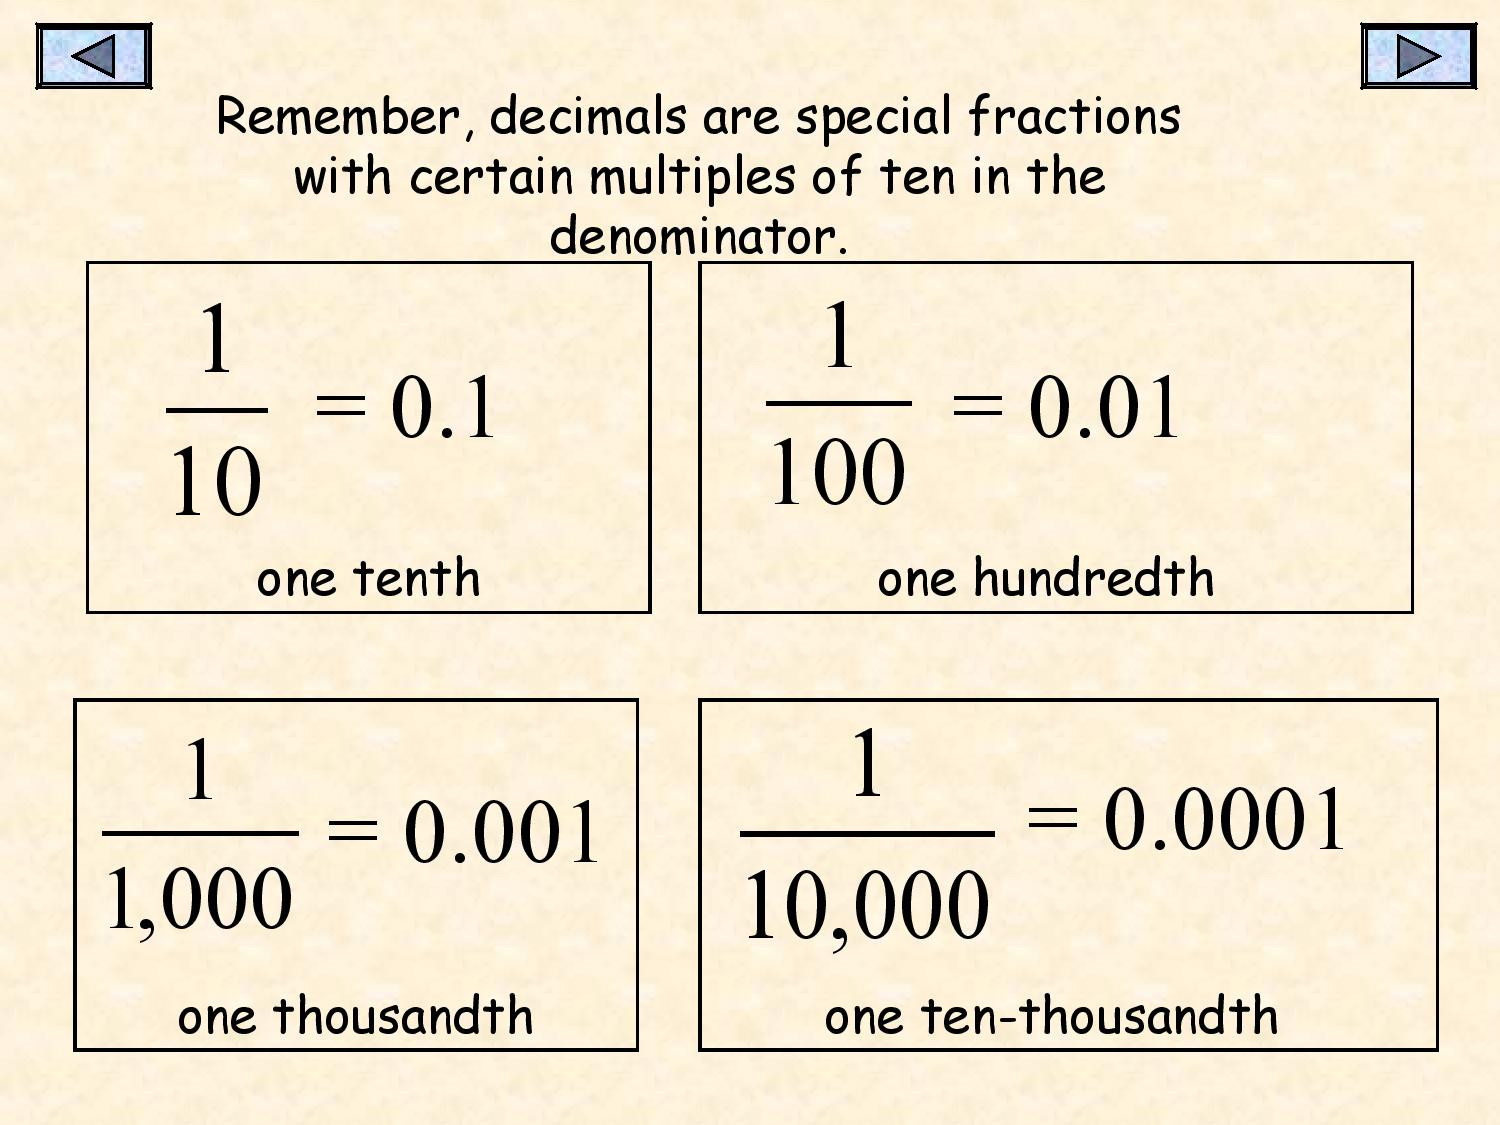 Remember, decimals are special fractions
with certain multiples of ten in the
denominator.
1
10
= 0.1
one tenth
1
100
= 0.01
one hundredth
1
1,000
= 0.001
one thousandth
1
10,000
= 0.0001
one ten-thousandth